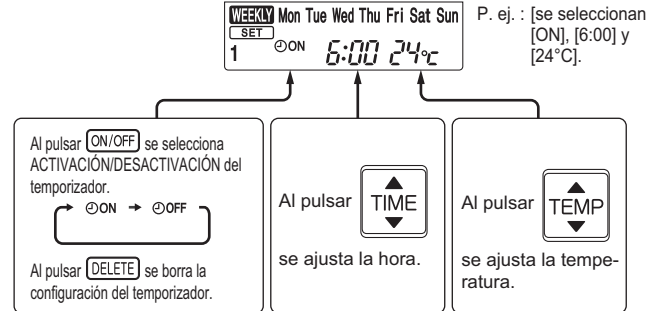 WEEKLY Mon Tue Wed Thu Fri Sat Sun
SET
1 ON 6:00 24°C
P. ej. : [se seleccionan
[ON], [6:00] y
[24°C].
Al pulsar ON/OFF se selecciona
ACTIVACIÓN/DESACTIVACIÓN del
temporizador.
ON → OFF
Al pulsar DELETE se borra la
configuración del temporizador.
Al pulsar TIME
se ajusta la hora.
Al pulsar TEMP
se ajusta la tempe-
ratura.